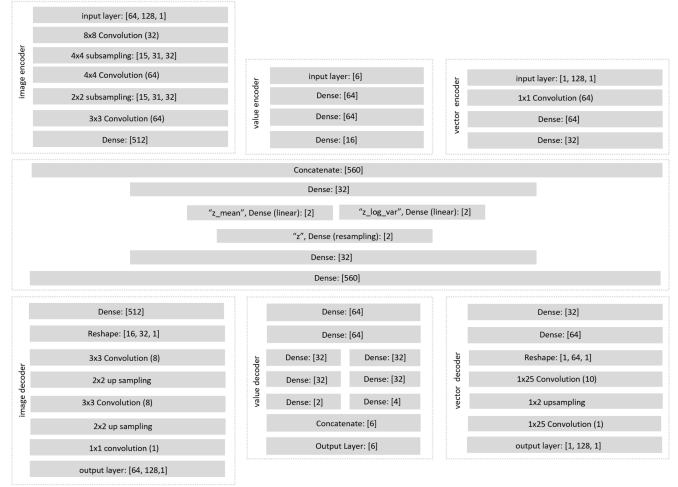 image encoder
input layer: [64, 128, 1]
8x8 Convolution (32)
4x4 subsampling: [15, 31, 32]
4x4 Convolution (64)
2x2 subsampling: [15, 31, 32]
3x3 Convolution (64)
Dense: [512]
value encoder
input layer: [6]
Dense: [64]
Dense: [64]
Dense: [16]
vector encoder
input layer: [1, 128, 1]
1x1 Convolution (64)
Dense: [64]
Dense: [32]
Concatenate: [560]
Dense: [32]
“z_mean”, Dense (linear): [2]
“z_log_var”, Dense (linear): [2]
“z”, Dense (resampling): [2]
Dense: [32]
Dense: [560]
image decoder
Dense: [512]
Reshape: [16, 32, 1]
3x3 Convolution (8)
2x2 up sampling
3x3 Convolution (8)
2x2 up sampling
1x1 convolution (1)
output layer: [64, 128,1]
value decoder
Dense: [64]
Dense: [64]
Dense: [32]
Dense: [32]
Dense: [32]
Dense: [32]
Dense: [2]
Dense: [4]
Concatenate: [6]
Output Layer: [6]
vector decoder
Dense: [32]
Dense: [64]
Reshape: [1, 64, 1]
1x25 Convolution (10)
1x2 upsampling
1x25 Convolution (1)
output layer: [1, 128, 1]